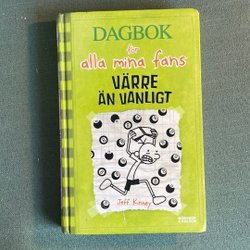 DAGBOK
för
alla mina fans
VÄRRE
ÄN VANLIGT
Jeff Kinney